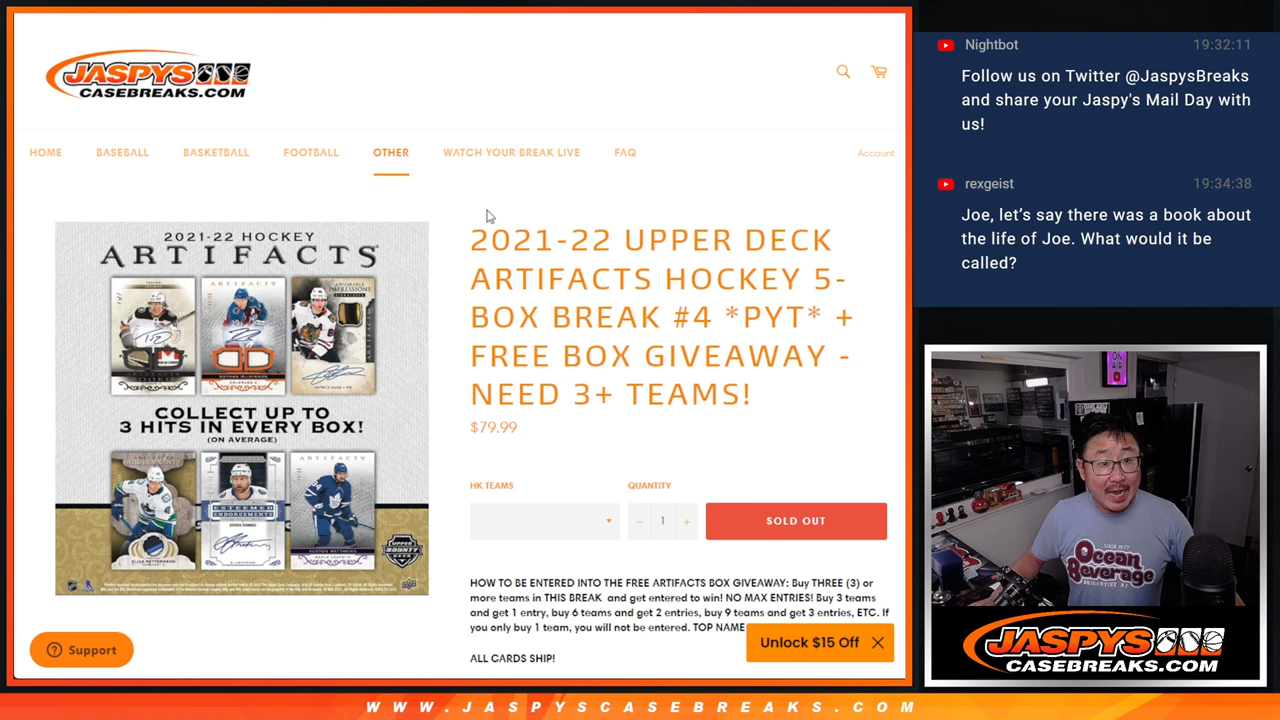 JASPYS
CASEBREAKS.COM
HOME BASEBALL BASKETBALL FOOTBALL OTHER WATCH YOUR BREAK LIVE FAQ Account
2021-22 HOCKEY
ARTIFACTS
COLLECT UP TO
3 HITS IN EVERY BOX!
(ON AVERAGE)
2021-22 UPPER DECK
ARTIFACTS HOCKEY 5-
BOX BREAK #4 *PYT* +
FREE BOX GIVEAWAY -
NEED 3+ TEAMS!
$79.99
HK TEAMS QUANTITY
− 1 + SOLD OUT
HOW TO BE ENTERED INTO THE FREE ARTIFACTS BOX GIVEAWAY: Buy THREE (3) or
more teams in THIS BREAK and get entered to win! NO MAX ENTRIES! Buy 3 teams
and get 1 entry, buy 6 teams and get 2 entries, buy 9 teams and get 3 entries, ETC. If
you only buy 1 team, you will not be entered. TOP NAME
ALL CARDS SHIP!
Support
Unlock $15 Off
Nightbot 19:32:11
Follow us on Twitter @JaspysBreaks
and share your Jaspy's Mail Day with
us!
rexgeist 19:34:38
Joe, let's say there was a book about
the life of Joe. What would it be
called?
ON
AIR
Ocean
Beverage
JASPYS
CASEBREAKS.COM
WWW.JASPYSCASEBREAKS.COM